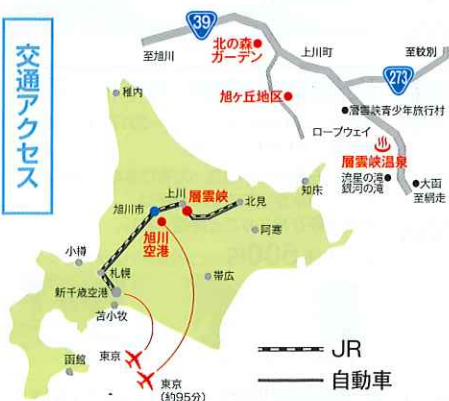 交通アクセス
39
至旭川
北の森
ガーデン
上川町
至紋別
273
旭ヶ丘地区
層雲峡青少年旅行村
ロープウェイ
層雲峡温泉
流星の滝
銀河の滝
大函
至網走
稚内
知床
上川
層雲峡
北見
旭川市
旭川
空港
阿寒
小樽
札幌
帯広
新千歳空港
苫小牧
函館
東京
東京
(約95分)
JR
自動車